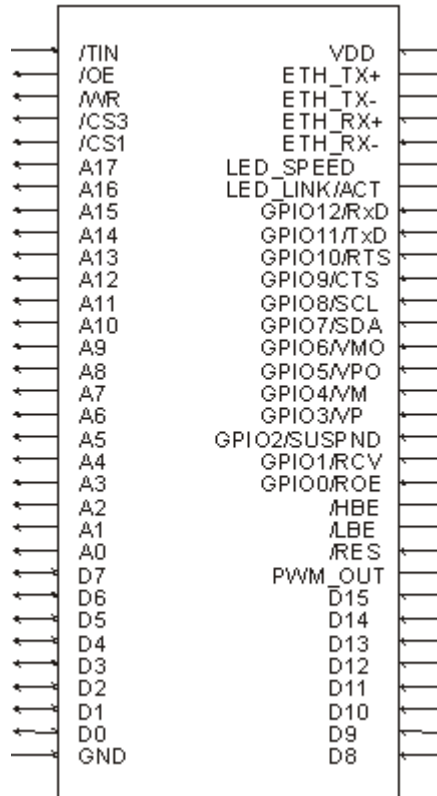 /TIN VDD
/OE ETH_TX+
/WR ETH_TX-
/CS3 ETH_RX+
/CS1 ETH_RX-
A17 LED_SPEED
A16 LED_LINK/ACT
A15 GPIO12/RxD
A14 GPIO11/TxD
A13 GPIO10/RTS
A12 GPIO9/CTS
A11 GPIO8/SCL
A10 GPIO7/SDA
A9 GPIO6/VMO
A8 GPIO5/VPO
A7 GPIO4/VM
A6 GPIO3/VP
A5 GPIO2/SUSPND
A4 GPIO1/RCV
A3 GPIO0/ROE
A2 /HBE
A1 /LBE
A0 /RES
D7 PWM_OUT
D6 D15
D5 D14
D4 D13
D3 D12
D2 D11
D1 D10
D0 D9
GND D8